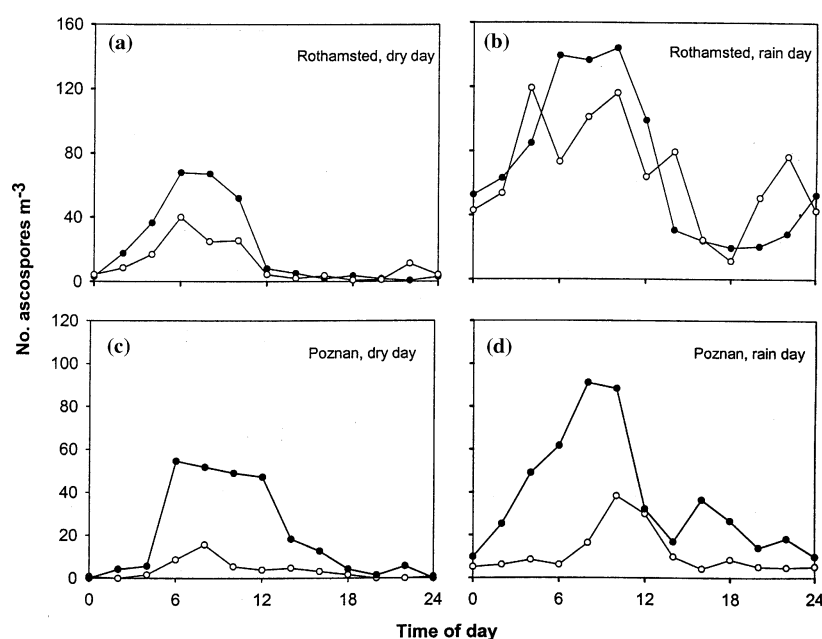 160
120
80
40
0
(a)
Rothamsted, dry day
(b)
Rothamsted, rain day
No. ascospores m-3
120
100
80
60
40
20
0
(c)
Poznan, dry day
(d)
Poznan, rain day
0 6 12 18 24
0 6 12 18 24
Time of day